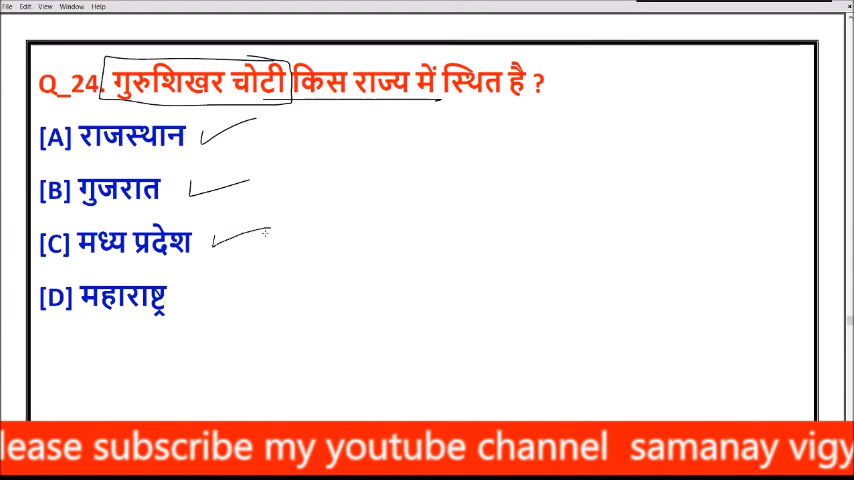 File Edit View Window Help
Q_24. गुरुशिखर चोटी किस राज्य में स्थित है ?
[A] राजस्थान
[B] गुजरात
[C] मध्य प्रदेश
[D] महाराष्ट्र
lease subscribe my youtube channel samanay vigy